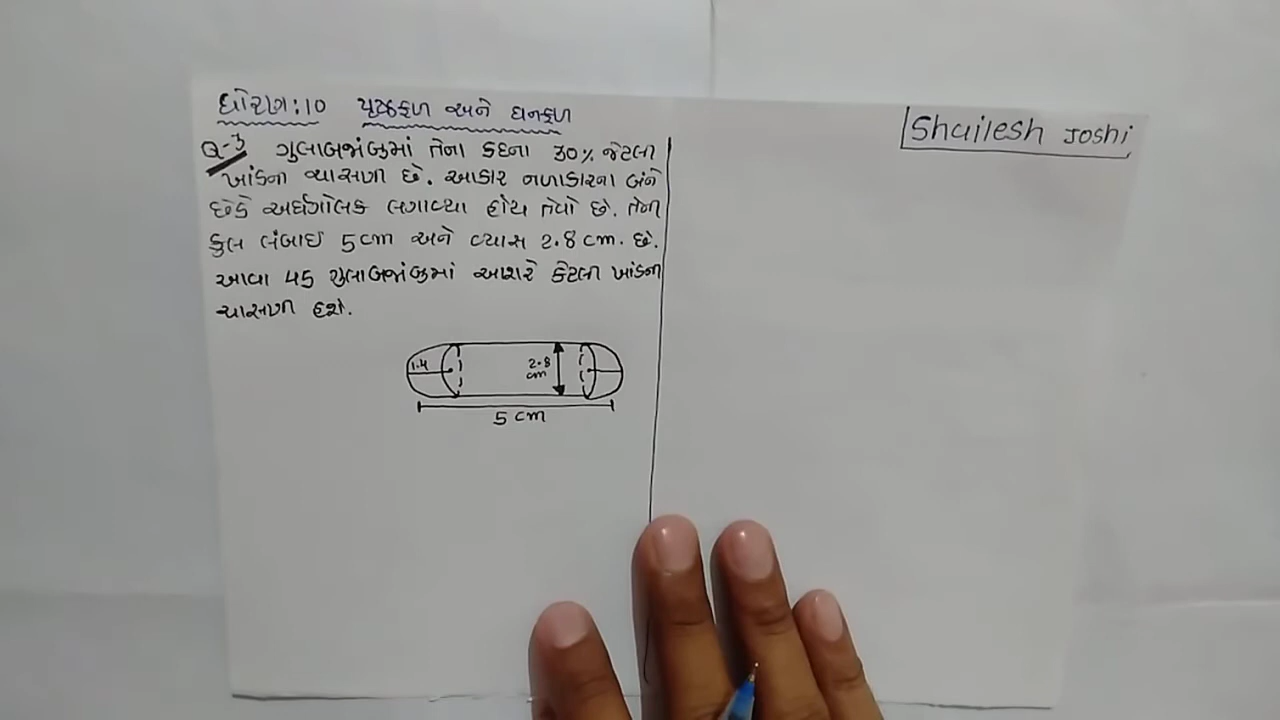 ધોરણ:10 પૃષ્ઠફળ અને ઘનફળ
Shailesh Joshi
Q-3 ગુલાબજાંબુમાં તેના કદના 30% જેટલી
ખાંડની ચાસણી છે. આકાર નળાકારના બંને
છેડે અર્ધગોલક લગાવ્યા હોય તેવો છે. તેની
કુલ લંબાઇ 5cm અને વ્યાસ 2.8 cm. છે.
આવા 45 ગુલાબજાંબુમાં આશરે કેટલી ખાંડની
ચાસણી હશે.
1.4
2.8
cm
5 cm